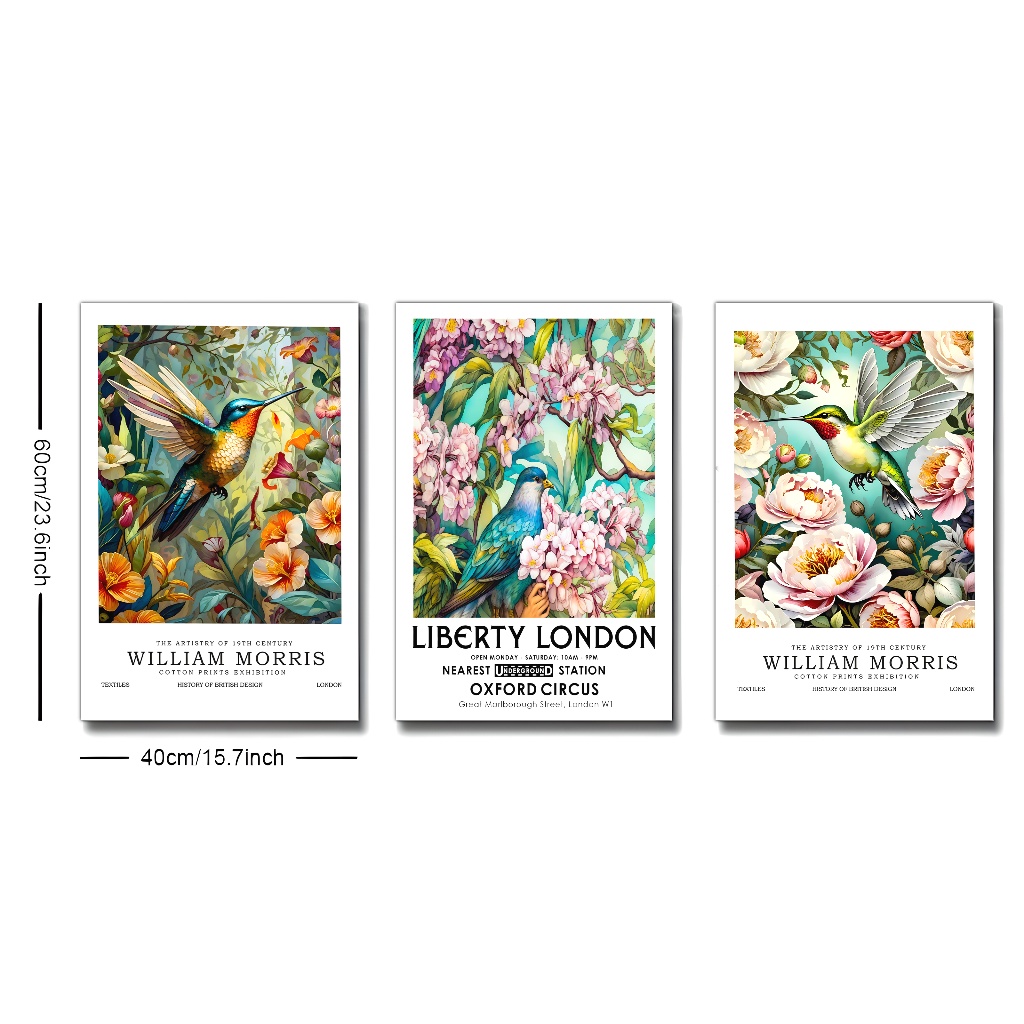 60cm/23.6inch
THE ARTISTRY OF 19TH CENTURY
WILLIAM MORRIS
COTTON PRINTS EXHIBITION
TEXTILES HISTORY OF BRITISH DESIGN LONDON
LIBERTY LONDON
OPEN MONDAY - SATURDAY: 10AM - 9PM
NEAREST UNDERGROUND STATION
OXFORD CIRCUS
Great Marlborough Street, London W1
THE ARTISTRY OF 19TH CENTURY
WILLIAM MORRIS
COTTON PRINTS EXHIBITION
TEXTILES HISTORY OF BRITISH DESIGN LONDON
40cm/15.7inch